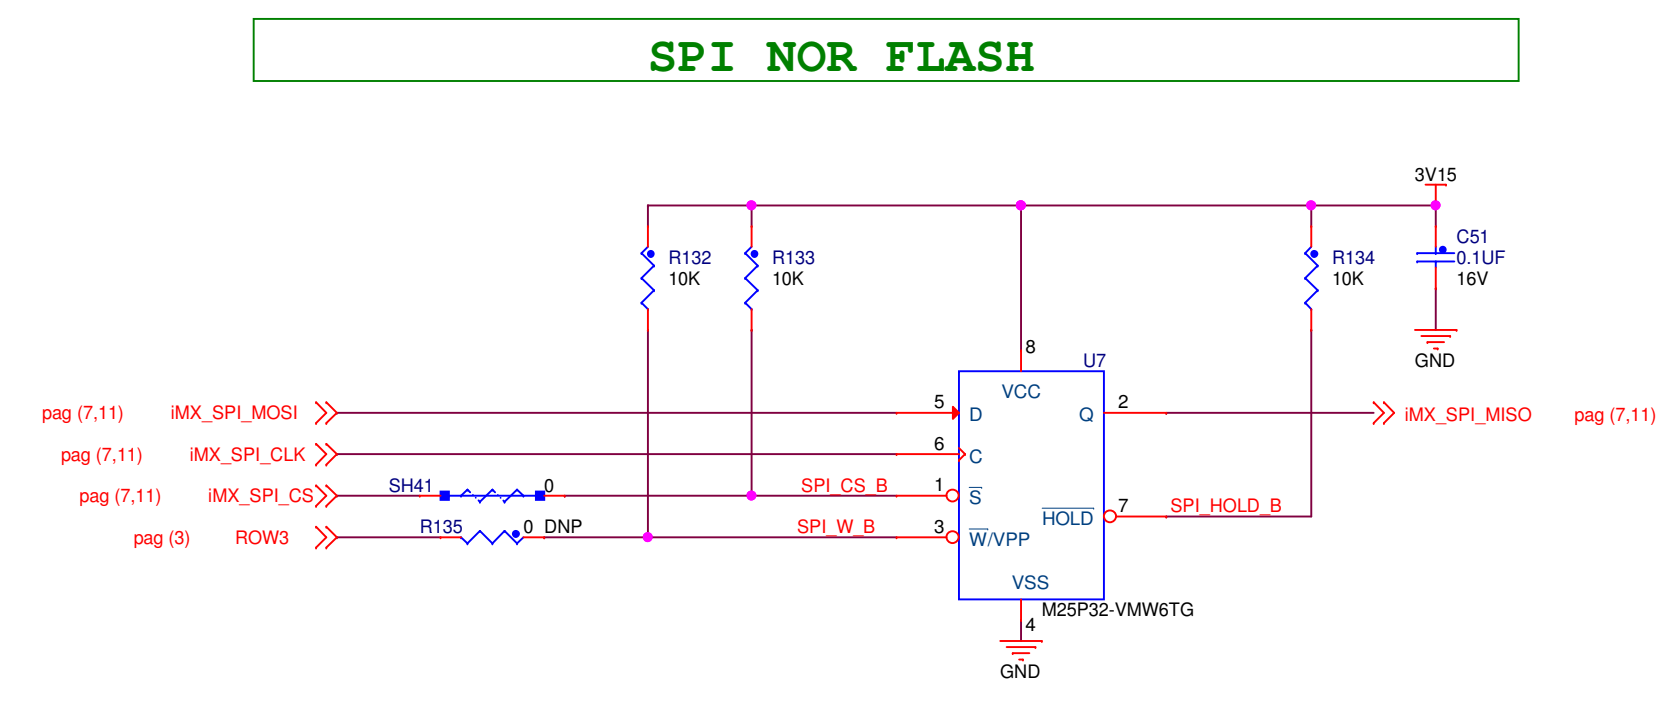 SPI NOR FLASH
3V15
R132
10K
R133
10K
R134
10K
C51
0.1UF
16V
GND
8
U7
VCC
pag (7,11) iMX_SPI_MOSI 5 D Q 2 iMX_SPI_MISO pag (7,11)
pag (7,11) iMX_SPI_CLK 6 C
pag (7,11) iMX_SPI_CS SH41 0 SPI_CS_B 1 S
HOLD 7 SPI_HOLD_B
pag (3) ROW3 R135 0 DNP SPI_W_B 3 W/VPP
VSS
M25P32-VMW6TG
4
GND